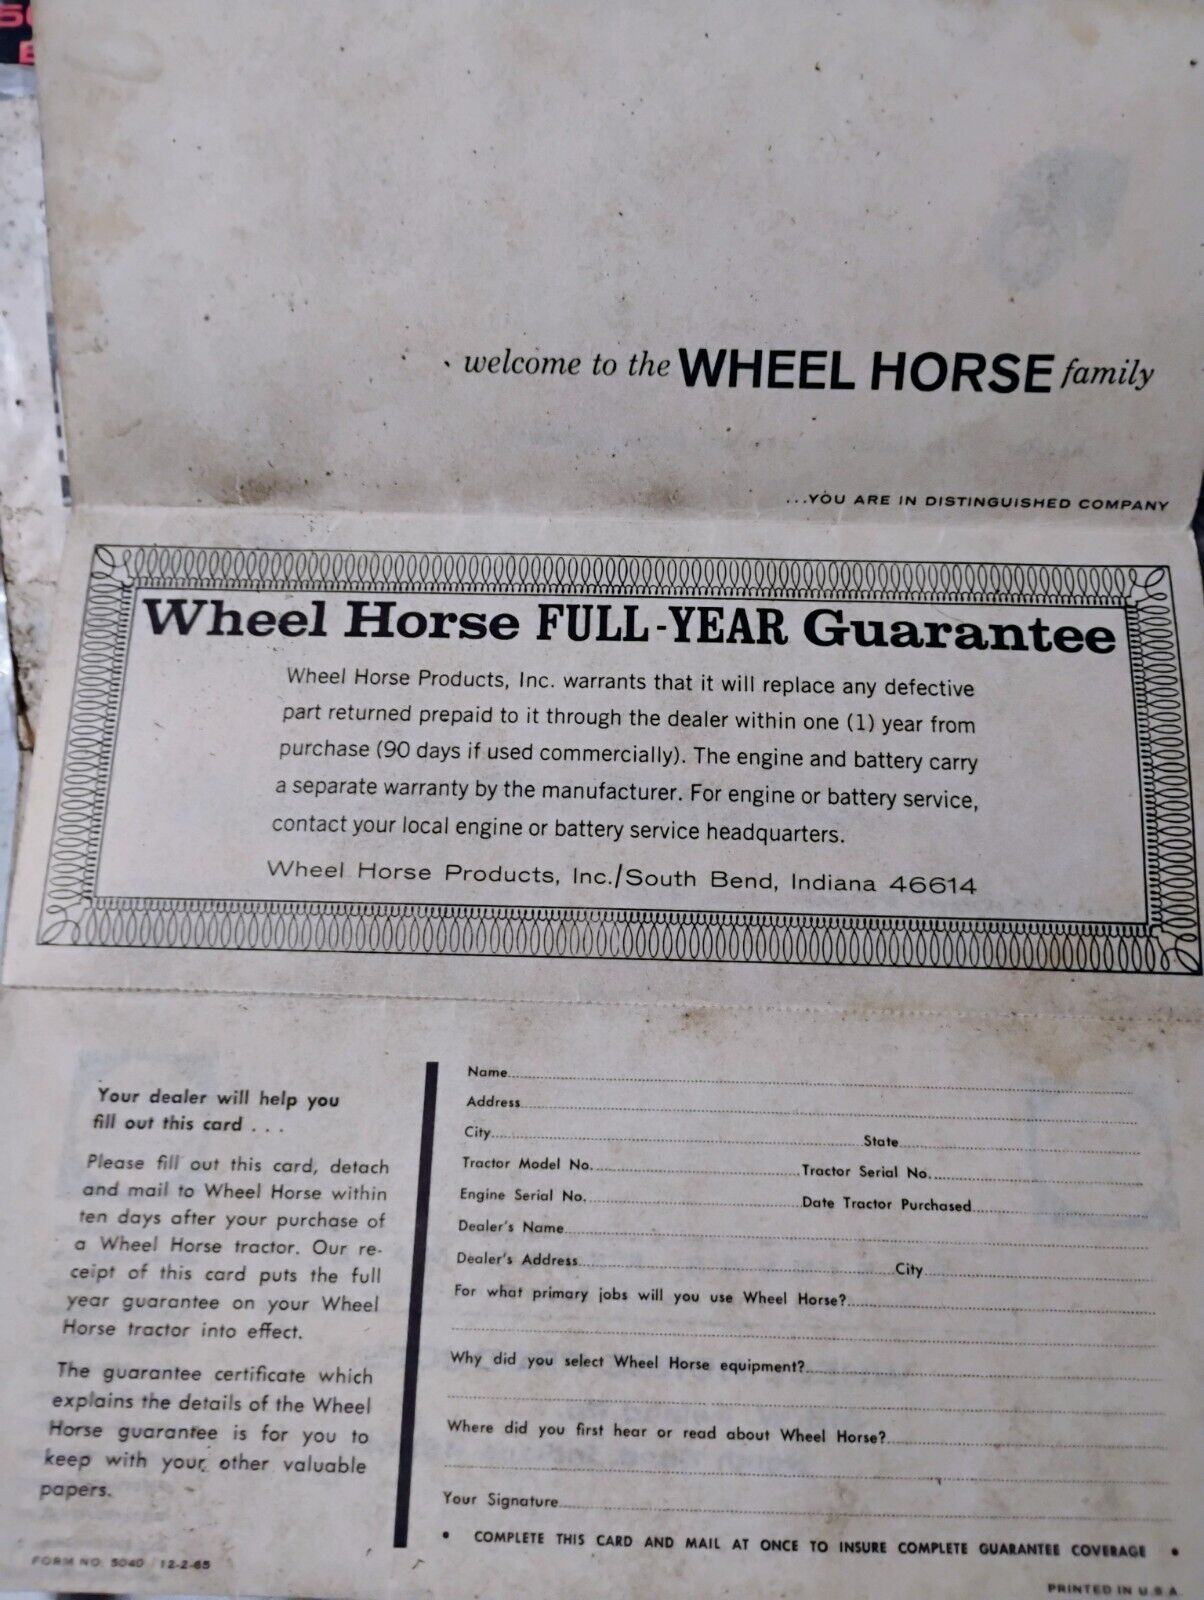 welcome to the WHEEL HORSE family
...YOU ARE IN DISTINGUISHED COMPANY
Wheel Horse FULL-YEAR Guarantee
Wheel Horse Products, Inc. warrants that it will replace any defective
part returned prepaid to it through the dealer within one (1) year from
purchase (90 days if used commercially). The engine and battery carry
a separate warranty by the manufacturer. For engine or battery service,
contact your local engine or battery service headquarters.
Wheel Horse Products, Inc./South Bend, Indiana 46614
Your dealer will help you
fill out this card . . .
Please fill out this card, detach
and mail to Wheel Horse within
ten days after your purchase of
a Wheel Horse tractor. Our re-
ceipt of this card puts the full
year guarantee on your Wheel
Horse tractor into effect.
The guarantee certificate which
explains the details of the Wheel
Horse guarantee is for you to
keep with your other valuable
papers.
FORM NO. 5040 12-2-65
Name
Address
City State
Tractor Model No. Tractor Serial No.
Engine Serial No. Date Tractor Purchased
Dealer's Name
Dealer's Address City
For what primary jobs will you use Wheel Horse?
Why did you select Wheel Horse equipment?
Where did you first hear or read about Wheel Horse?
Your Signature
• COMPLETE THIS CARD AND MAIL AT ONCE TO INSURE COMPLETE GUARANTEE COVERAGE •
PRINTED IN U.S.A.